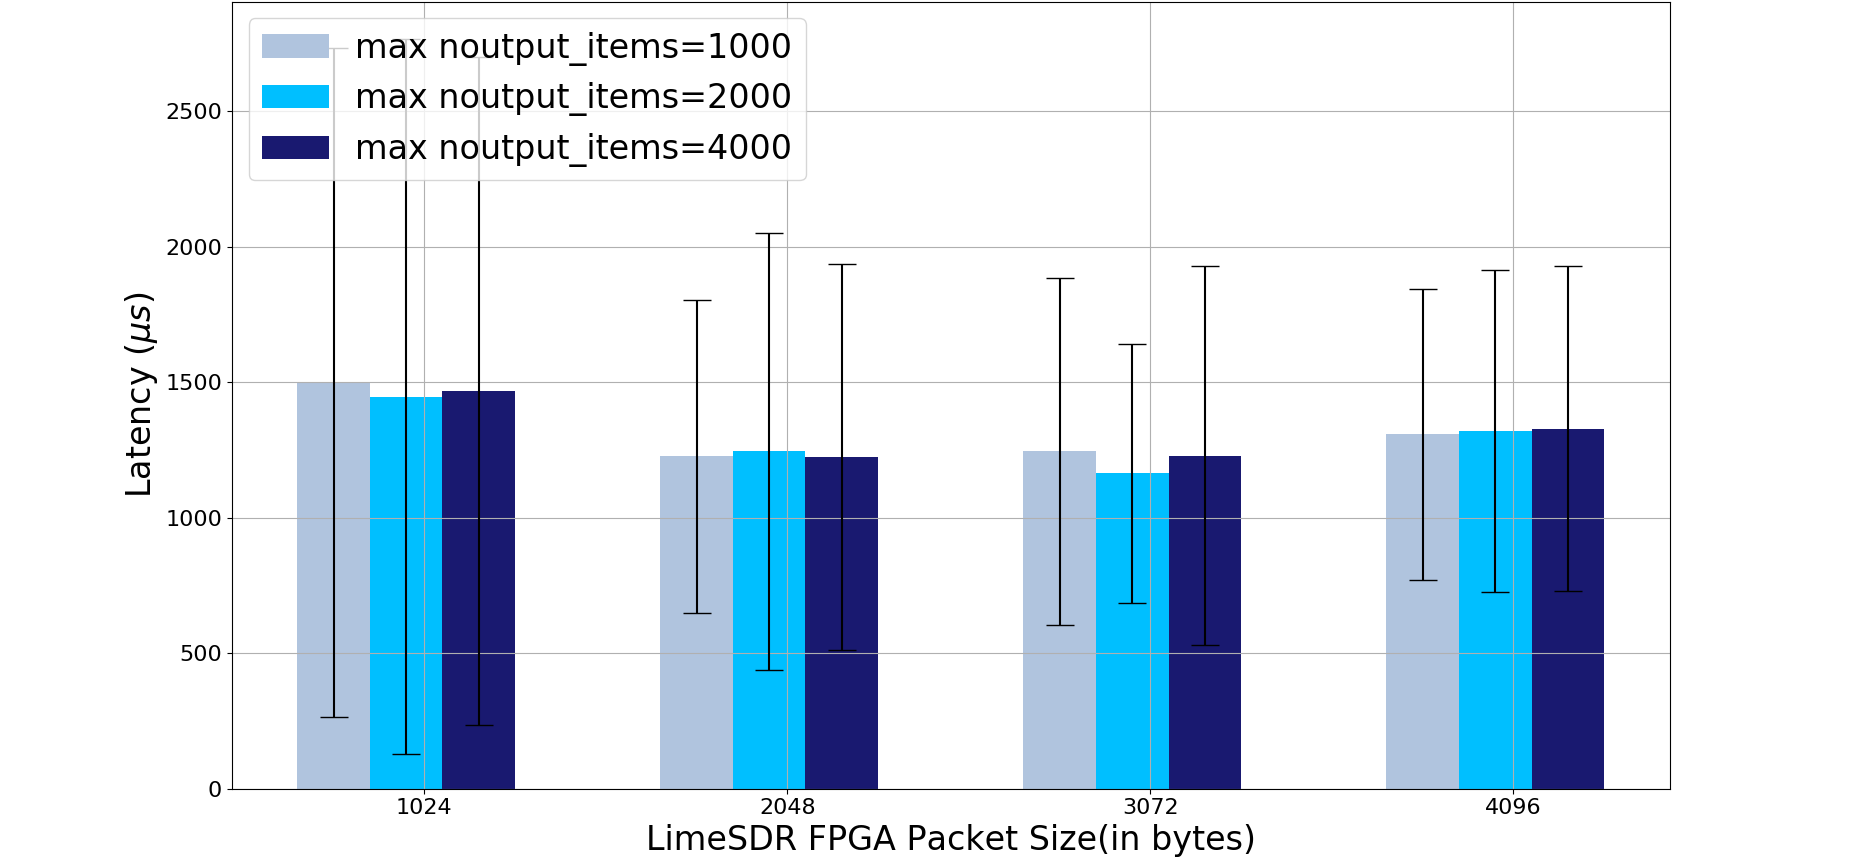 max noutput_items=1000
max noutput_items=2000
max noutput_items=4000
2500
2000
1500
1000
500
0
Latency (μs)
1024 2048 3072 4096
LimeSDR FPGA Packet Size(in bytes)